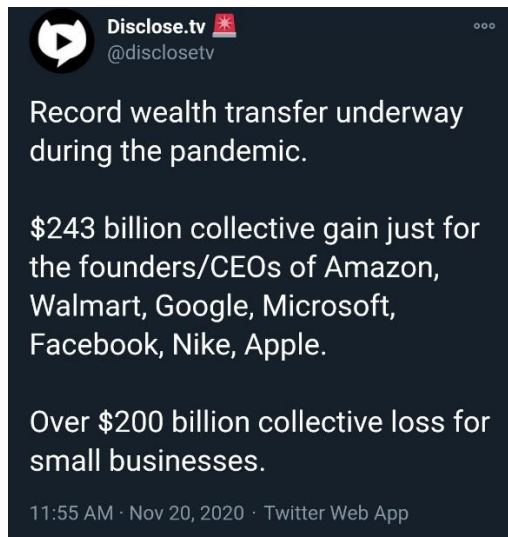 Disclose.tv 🚨
@disclosetv
Record wealth transfer underway
during the pandemic.
$243 billion collective gain just for
the founders/CEOs of Amazon,
Walmart, Google, Microsoft,
Facebook, Nike, Apple.
Over $200 billion collective loss for
small businesses.
11:55 AM · Nov 20, 2020 · Twitter Web App